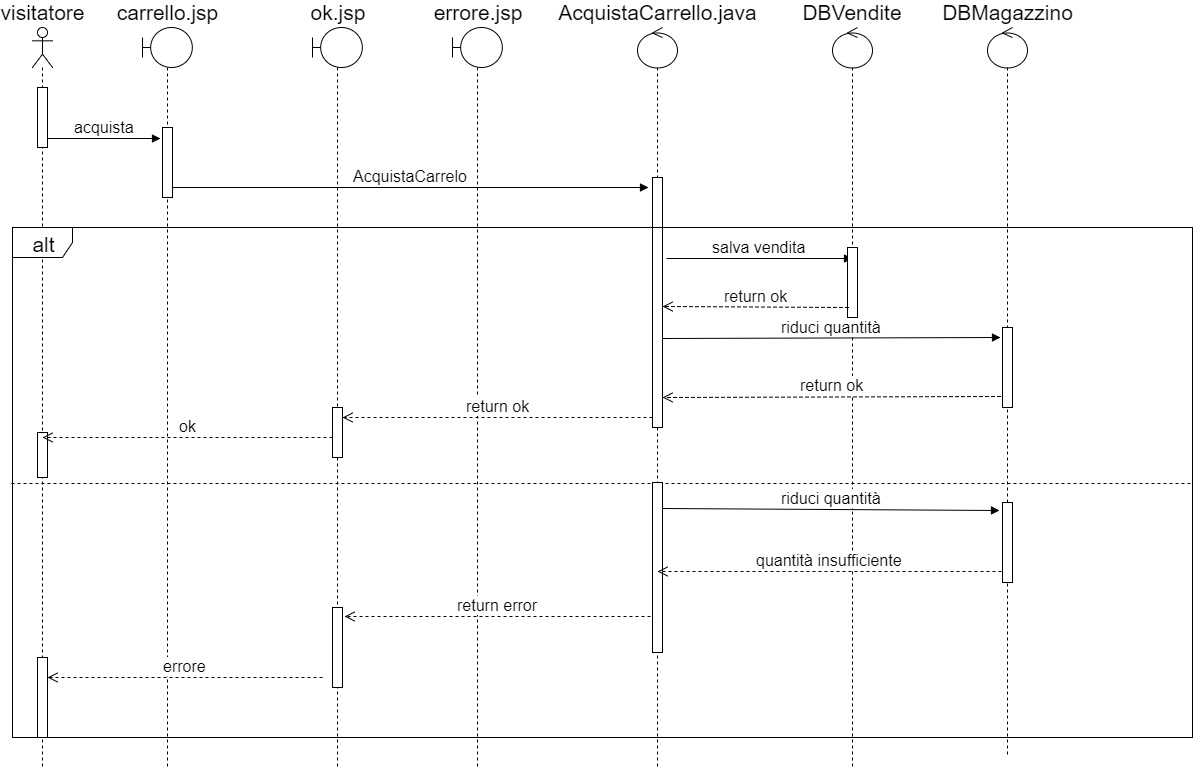 visitatore
carrello.jsp
ok.jsp
errore.jsp
AcquistaCarrello.java
DBVendite
DBMagazzino
acquista
AcquistaCarrelo
alt
salva vendita
return ok
riduci quantità
return ok
return ok
ok
riduci quantità
quantità insufficiente
return error
errore